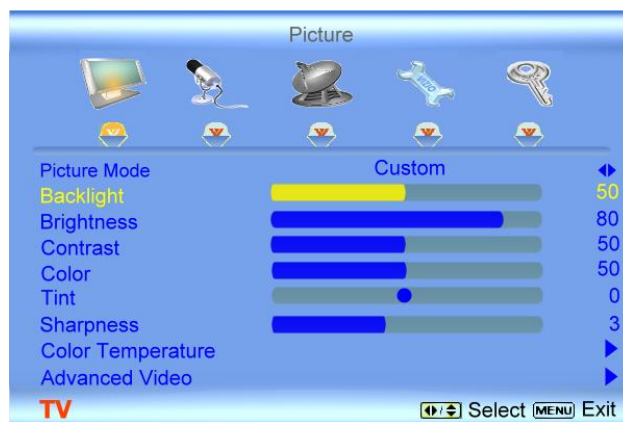 Picture
VIZIO
Picture Mode Custom
Backlight 50
Brightness 80
Contrast 50
Color 50
Tint 0
Sharpness 3
Color Temperature
Advanced Video
TV Select MENU Exit